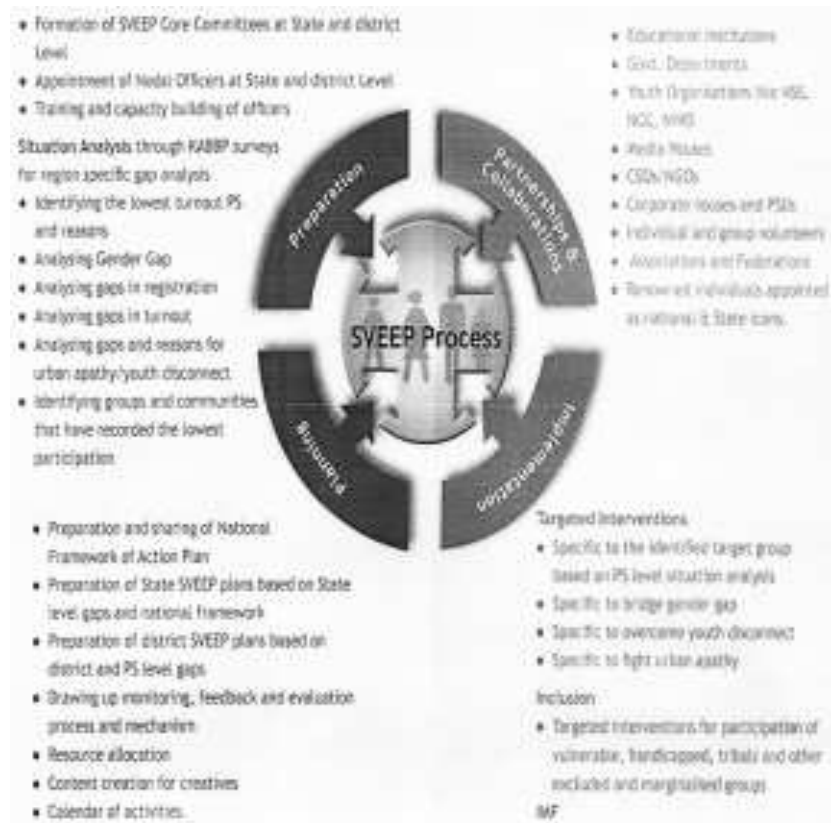 • Formation of SVEEP Core Committees at State and district
Level
• Appointment of Nodal Officers at State and district Level
• Training and capacity building of officers
Situation Analysis through KABBP surveys
for region specific gap analysis
• Identifying the lowest turnout PS
and reasons
• Analysing Gender Gap
• Analysing gaps in registration
• Analysing gaps in turnout
• Analysing gaps and reasons for
urban apathy/youth disconnect
• Identifying groups and communities
that have recorded the lowest
participation
Preparation
Partnerships &
Collaborations
• Educational Institutions
• Govt. Departments
• Youth Organisations like NSS,
NCC,
• Media Houses
• CSOs/NGOs
• Corporate houses and PSUs
• Individual and group volunteers
• Associations and Federations
• Renowned individuals appointed
as national & State icons.
SVEEP Process
Planning
Implementation
• Preparation and sharing of National
Framework of Action Plan
• Preparation of State SVEEP plans based on State
level gaps and national framework
• Preparation of district SVEEP plans based on
district and PS level gaps
• Drawing up monitoring, feedback and evaluation
process and mechanism
• Resource allocation
• Content creation for creatives
• Calendar of activities.
Targeted Interventions
• Specific to the identified target group
based on PS level situation analysis
• Specific to bridge gender gap
• Specific to overcome youth disconnect
• Specific to fight urban apathy
Inclusion
• Targeted interventions for participation of
vulnerable, handicapped, tribals and other
excluded and marginalised groups
IMF